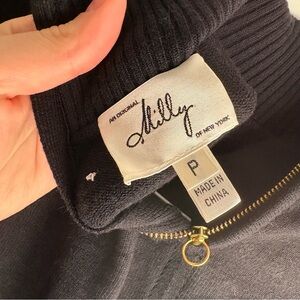 AN ORIGINAL
Milly
OF NEW YORK
P
MADE IN
CHINA